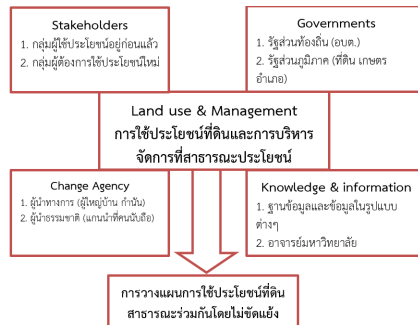 Stakeholders
1. กลุ่มผู้ใช้ประโยชน์อยู่ก่อนแล้ว
2. กลุ่มผู้ต้องการใช้ประโยชน์ใหม่
Governments
1. รัฐส่วนท้องถิ่น (อบต.)
2. รัฐส่วนภูมิภาค (ที่ดิน เกษตร
อำเภอ)
Land use & Management
การใช้ประโยชน์ที่ดินและการบริหาร
จัดการที่สาธารณะประโยชน์
Change Agency
1. ผู้นำทางการ (ผู้ใหญ่บ้าน กำนัน)
2. ผู้นำธรรมชาติ (แกนนำที่คนนับถือ)
Knowledge & information
1. ฐานข้อมูลและข้อมูลในรูปแบบ
ต่างๆ
2. อาจารย์มหาวิทยาลัย
การวางแผนการใช้ประโยชน์ที่ดิน
สาธารณะร่วมกันโดยไม่ขัดแย้ง